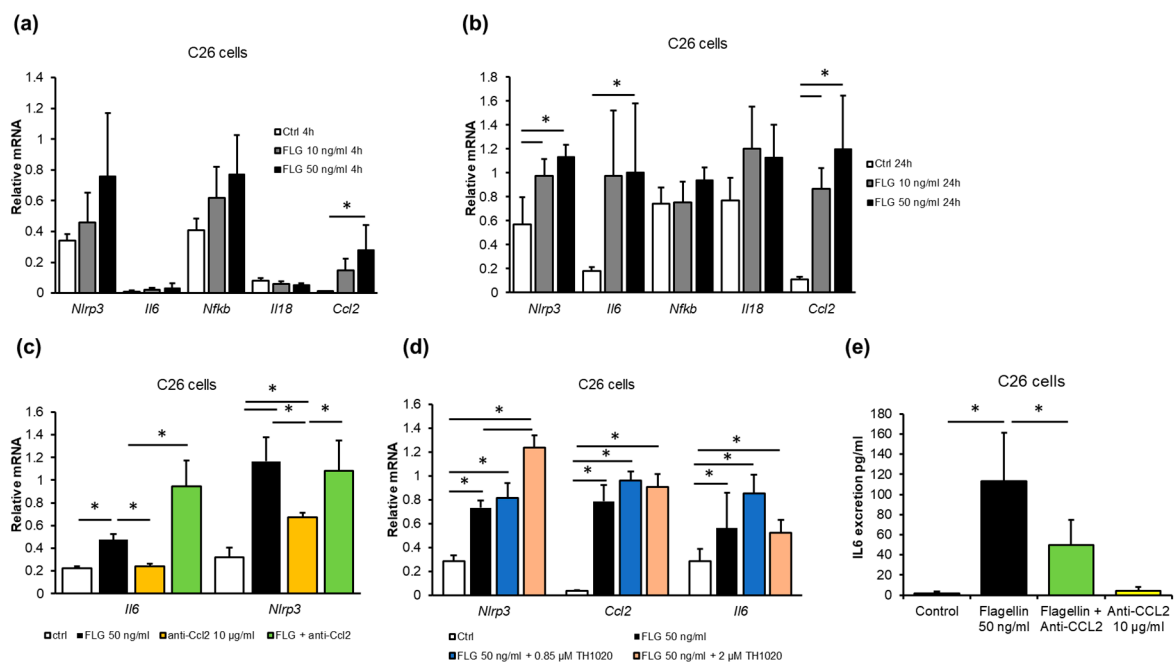 (a)
C26 cells
Relative mRNA
1.4
1.2
1
0.8
0.6
0.4
0.2
0
*
Ctrl 4h
FLG 10 ng/ml 4h
FLG 50 ng/ml 4h
Nlrp3 Il6 Nfkb Il18 Ccl2
(b)
C26 cells
Relative mRNA
1.8
1.6
1.4
1.2
1
0.8
0.6
0.4
0.2
0
* * *
Ctrl 24h
FLG 10 ng/ml 24h
FLG 50 ng/ml 24h
Nlrp3 Il6 Nfkb Il18 Ccl2
(c)
C26 cells
Relative mRNA
1.6
1.4
1.2
1
0.8
0.6
0.4
0.2
0
* * * * * *
Il6 Nlrp3
ctrl FLG 50 ng/ml anti-Ccl2 10 µg/ml FLG + anti-Ccl2
(d)
C26 cells
Relative mRNA
1.6
1.4
1.2
1
0.8
0.6
0.4
0.2
0
* * * * * * * * *
Nlrp3 Ccl2 Il6
Ctrl FLG 50 ng/ml
FLG 50 ng/ml + 0.85 µM TH1020 FLG 50 ng/ml + 2 µM TH1020
(e)
C26 cells
IL6 excretion pg/ml
180
160
140
120
100
80
60
40
20
0
* *
Control Flagellin Flagellin + Anti-CCL2
50 ng/ml Anti-CCL2 10 µg/ml